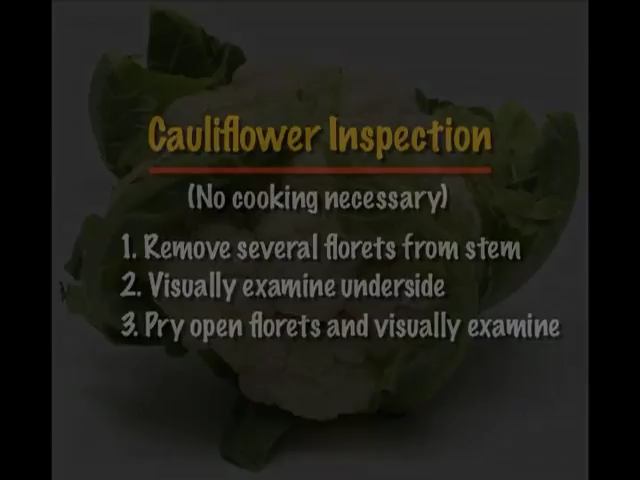 Cauliflower Inspection
(No cooking necessary)
1. Remove several florets from stem
2. Visually examine underside
3. Pry open florets and visually examine